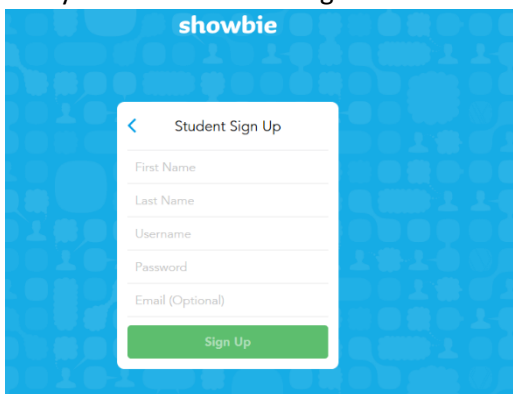 showbie
Student Sign Up
First Name
Last Name
Username
Password
Email (Optional)
Sign Up